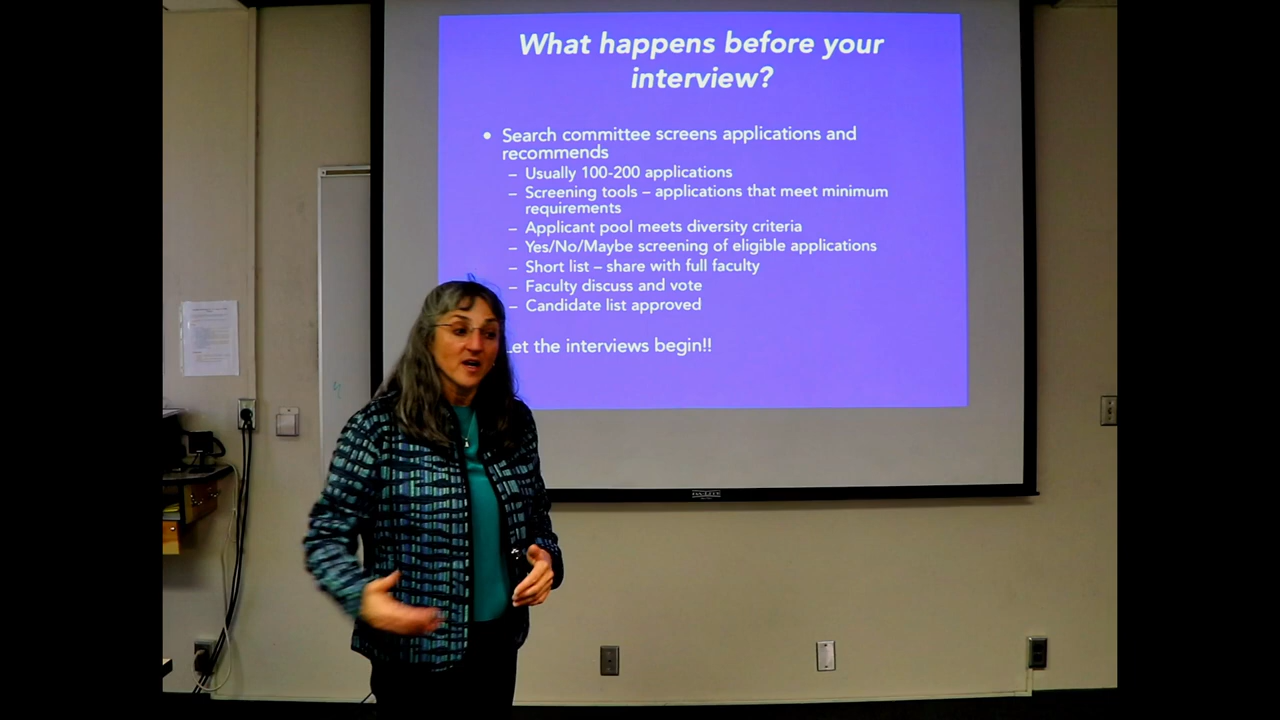 What happens before your
interview?
• Search committee screens applications and
recommends
– Usually 100-200 applications
– Screening tools – applications that meet minimum
requirements
– Applicant pool meets diversity criteria
– Yes/No/Maybe screening of eligible applications
– Short list – share with full faculty
– Faculty discuss and vote
– Candidate list approved
Let the interviews begin!!